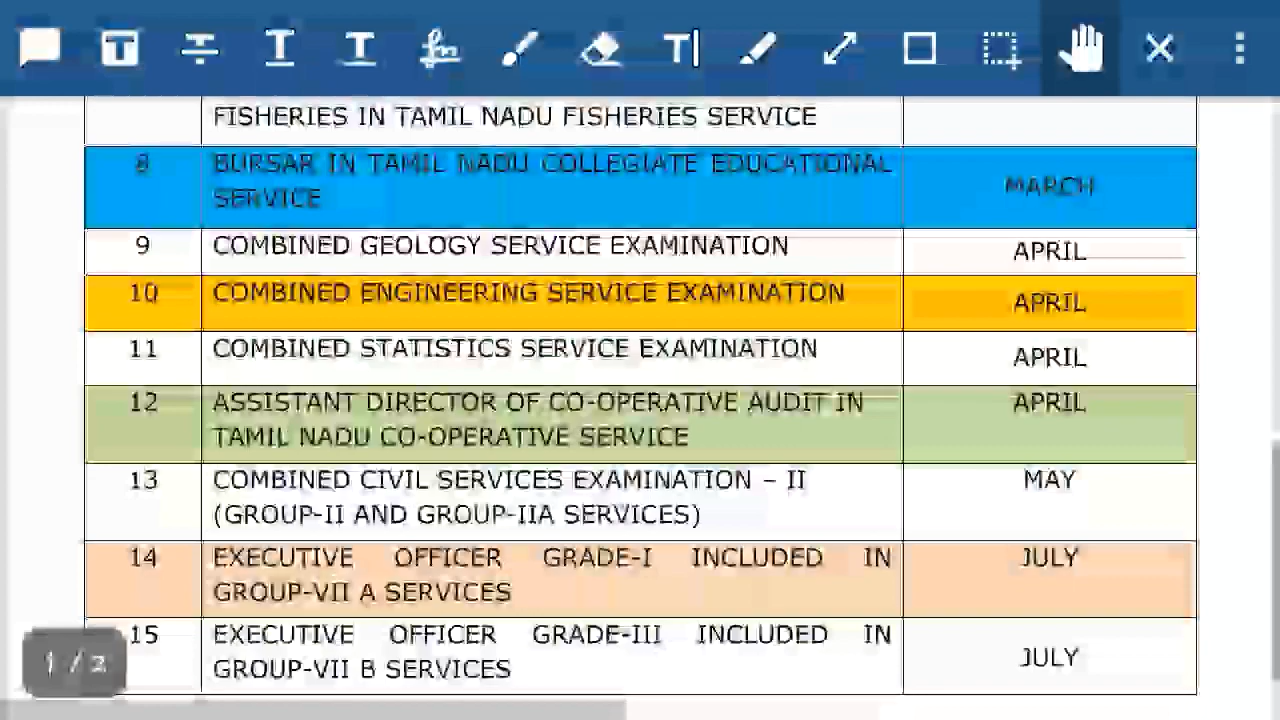 FISHERIES IN TAMIL NADU FISHERIES SERVICE
8 BURSAR IN TAMIL NADU COLLEGIATE EDUCATIONAL
SERVICE
MARCH
9 COMBINED GEOLOGY SERVICE EXAMINATION APRIL
10 COMBINED ENGINEERING SERVICE EXAMINATION APRIL
11 COMBINED STATISTICS SERVICE EXAMINATION APRIL
12 ASSISTANT DIRECTOR OF CO-OPERATIVE AUDIT IN APRIL
TAMIL NADU CO-OPERATIVE SERVICE
13 COMBINED CIVIL SERVICES EXAMINATION – II MAY
(GROUP-II AND GROUP-IIA SERVICES)
14 EXECUTIVE OFFICER GRADE-I INCLUDED IN JULY
GROUP-VII A SERVICES
15 EXECUTIVE OFFICER GRADE-III INCLUDED IN
GROUP-VII B SERVICES JULY
1 / 2